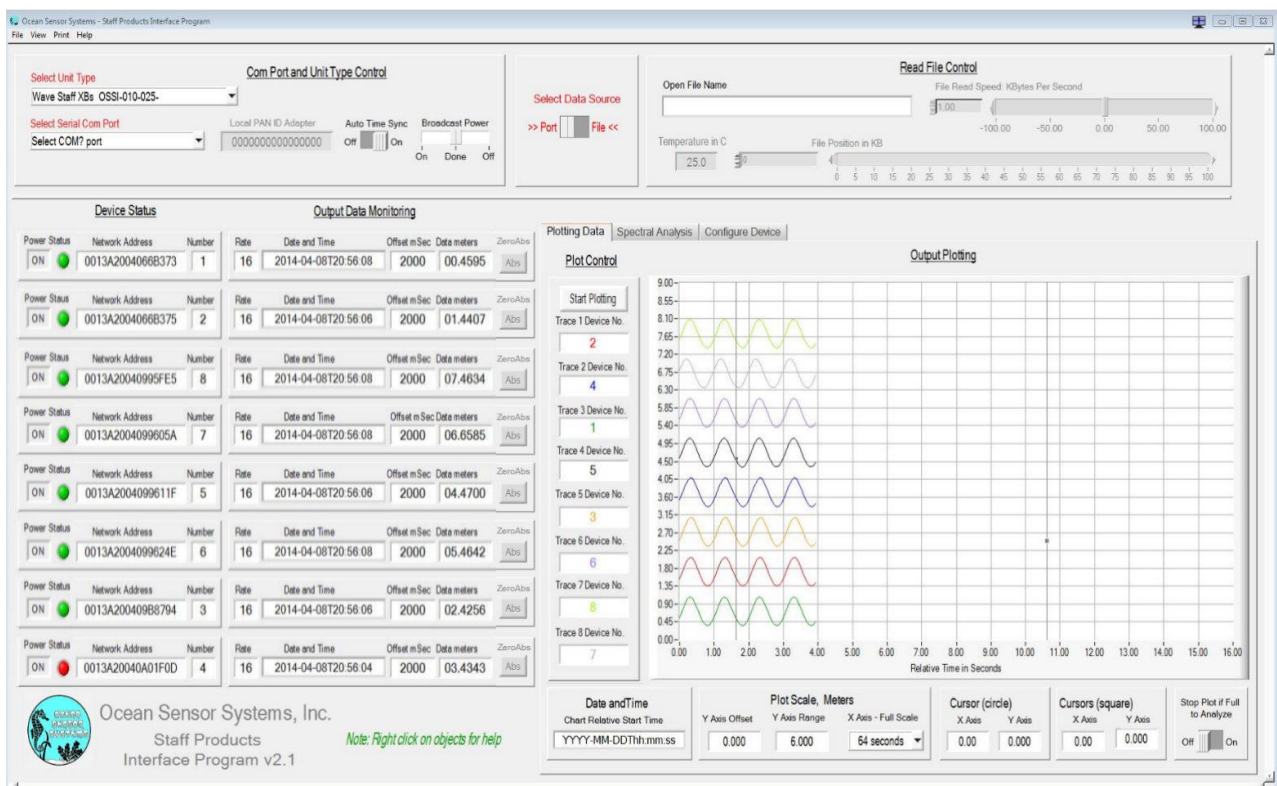 Ocean Sensor Systems - Staff Products Interface Program
File View Print Help
Com Port and Unit Type Control
Select Unit Type
Wave Staff XBs OSSI-010-025-
Select Serial Com Port
Select COM? port
Local PAN ID Adapter
0000000000000000
Auto Time Sync
Off On
Broadcast Power
On Done Off
Select Data Source
>> Port File <<
Read File Control
Open File Name
File Read Speed: KBytes Per Second
1.00
-100.00 -50.00 0.00 50.00 100.00
Temperature in C
25.0
File Position in KB
0
0 5 10 15 20 25 30 35 40 45 50 55 60 65 70 75 80 85 90 95 100
Device Status
Output Data Monitoring
Power Status Network Address Number Rate Date and Time Offset mSec Data meters ZeroAbs
ON 0013A2004066B373 1 16 2014-04-08T20:56:08 2000 00.4595 Abs
Power Staus Network Address Number Rate Date and Time Offset mSec Data meters ZeroAbs
ON 0013A2004066B375 2 16 2014-04-08T20:56:06 2000 01.4407 Abs
Power Staus Network Address Number Rate Date and Time Offset mSec Data meters ZeroAbs
ON 0013A20040995FE5 8 16 2014-04-08T20:56:08 2000 07.4634 Abs
Power Status Network Address Number Rate Date and Time Offset mSec Data meters ZeroAbs
ON 0013A2004099605A 7 16 2014-04-08T20:56:08 2000 06.6585 Abs
Power Status Network Address Number Rate Date and Time Offset mSec Data meters ZeroAbs
ON 0013A2004099611F 5 16 2014-04-08T20:56:06 2000 04.4700 Abs
Power Status Network Address Number Rate Date and Time Offset mSec Data meters ZeroAbs
ON 0013A2004099624E 6 16 2014-04-08T20:56:08 2000 05.4642 Abs
Power Status Network Address Number Rate Date and Time Offset mSec Data meters ZeroAbs
ON 0013A200409B8794 3 16 2014-04-08T20:56:06 2000 02.4256 Abs
Power Status Network Address Number Rate Date and Time Offset mSec Data meters ZeroAbs
ON 0013A20040A01F0D 4 16 2014-04-08T20:56:04 2000 03.4343 Abs
OCEAN
SENSOR
SYSTEMS
Ocean Sensor Systems, Inc.
Staff Products
Interface Program v2.1
Note: Right click on objects for help
Plotting Data Spectral Analysis Configure Device
Plot Control
Start Plotting
Trace 1 Device No.
2
Trace 2 Device No.
4
Trace 3 Device No.
1
Trace 4 Device No.
5
Trace 5 Device No.
3
Trace 6 Device No.
6
Trace 7 Device No.
8
Trace 8 Device No.
7
Output Plotting
9.00
8.55
8.10
7.65
7.20
6.75
6.30
5.85
5.40
4.95
4.50
4.05
3.60
3.15
2.70
2.25
1.80
1.35
0.90
0.45
0.00
0.00 1.00 2.00 3.00 4.00 5.00 6.00 7.00 8.00 9.00 10.00 11.00 12.00 13.00 14.00 15.00 16.00
Relative Time in Seconds
Date andTime
Chart Relative Start Time
YYYY-MM-DDThh:mm:ss
Plot Scale, Meters
Y Axis Offset Y Axis Range X Axis - Full Scale
0.000 6.000 64 seconds
Cursor (circle)
X Axis Y Axis
0.00 0.000
Cursors (square)
X Axis Y Axis
0.00 0.000
Stop Plot if Full
to Analyze
Off On